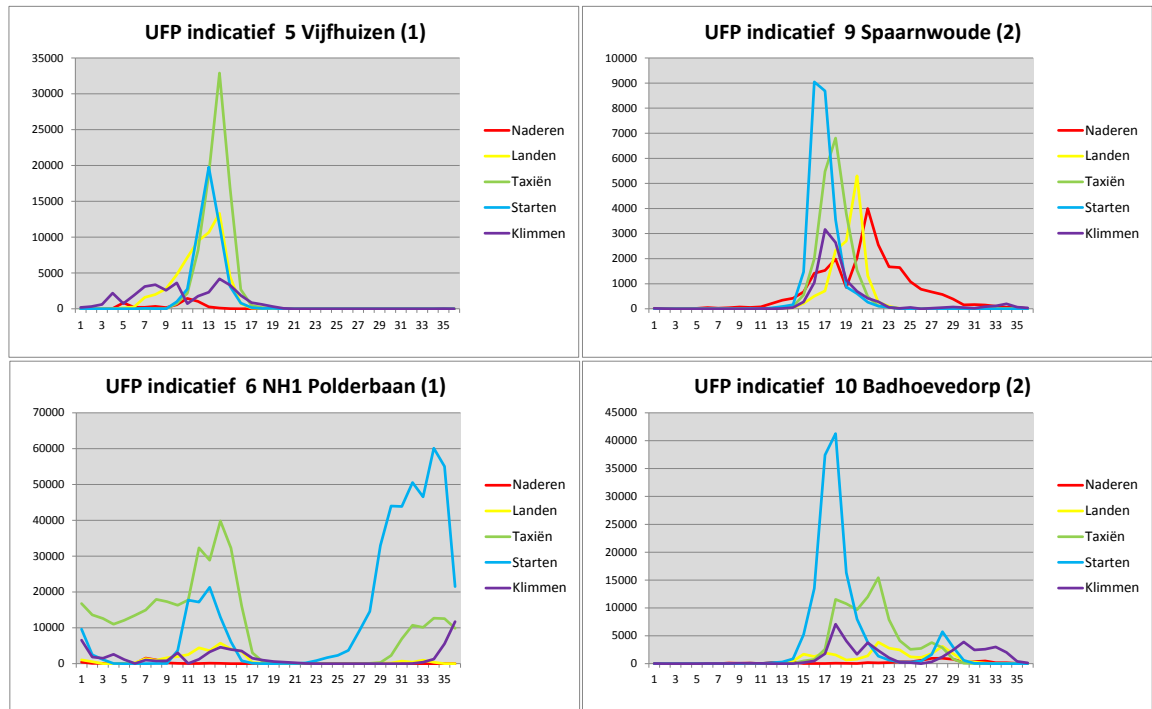 UFP indicatief 5 Vijfhuizen (1)
35000
30000
25000
20000
15000
10000
5000
0
1 3 5 7 9 11 13 15 17 19 21 23 25 27 29 31 33 35
Naderen
Landen
Taxiën
Starten
Klimmen
UFP indicatief 9 Spaarnwoude (2)
10000
9000
8000
7000
6000
5000
4000
3000
2000
1000
0
1 3 5 7 9 11 13 15 17 19 21 23 25 27 29 31 33 35
Naderen
Landen
Taxiën
Starten
Klimmen
UFP indicatief 6 NH1 Polderbaan (1)
70000
60000
50000
40000
30000
20000
10000
0
1 3 5 7 9 11 13 15 17 19 21 23 25 27 29 31 33 35
Naderen
Landen
Taxiën
Starten
Klimmen
UFP indicatief 10 Badhoevedorp (2)
45000
40000
35000
30000
25000
20000
15000
10000
5000
0
1 3 5 7 9 11 13 15 17 19 21 23 25 27 29 31 33 35
Naderen
Landen
Taxiën
Starten
Klimmen